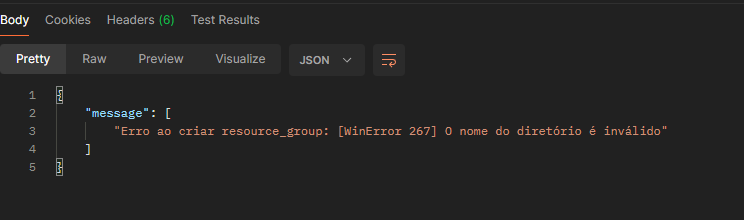 Body Cookies Headers (6) Test Results
Pretty Raw Preview Visualize JSON
1 {
2 "message": [
3 "Erro ao criar resource_group: [WinError 267] O nome do diretório é inválido"
4 ]
5 }